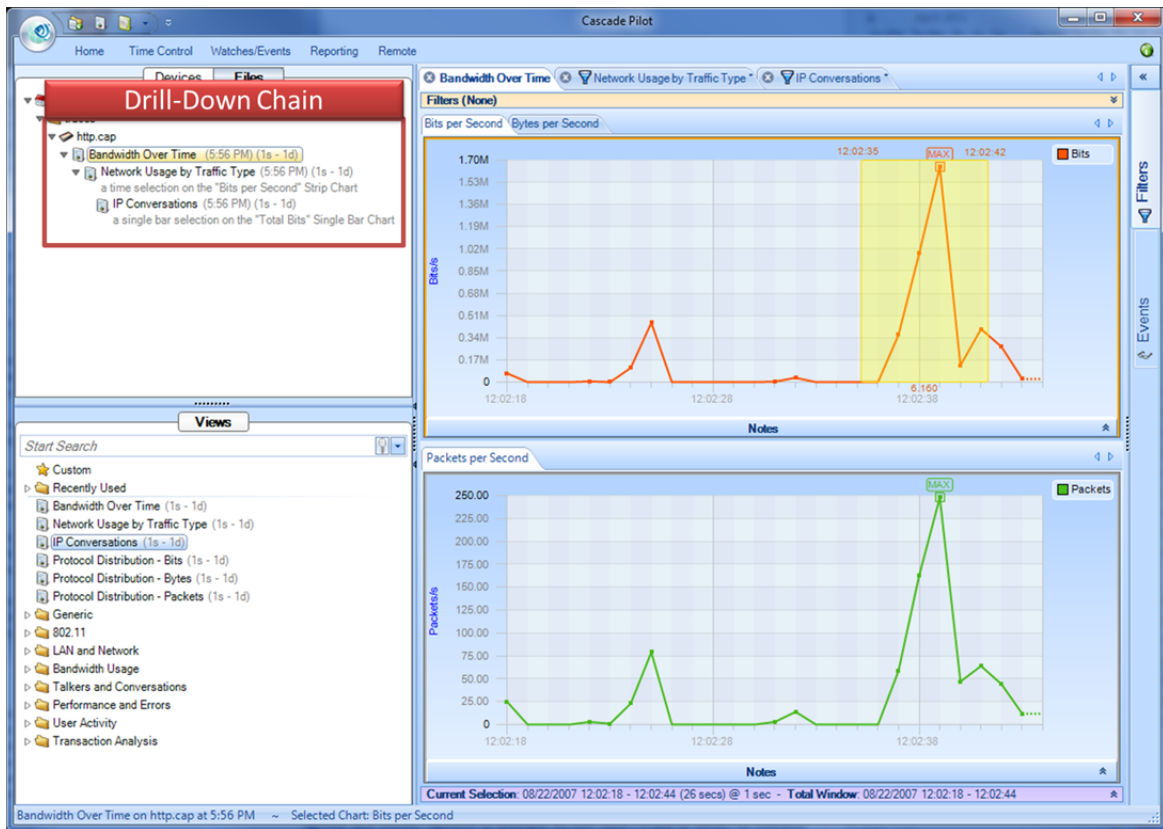 Cascade Pilot
Home Time Control Watches/Events Reporting Remote
Devices Files
Drill-Down Chain
http.cap
Bandwidth Over Time (5:56 PM) (1s - 1d)
Network Usage by Traffic Type (5:56 PM) (1s - 1d)
a time selection on the "Bits per Second" Strip Chart
IP Conversations (5:56 PM) (1s - 1d)
a single bar selection on the "Total Bits" Single Bar Chart
Views
Start Search
Custom
Recently Used
Bandwidth Over Time (1s - 1d)
Network Usage by Traffic Type (1s - 1d)
IP Conversations (1s - 1d)
Protocol Distribution - Bits (1s - 1d)
Protocol Distribution - Bytes (1s - 1d)
Protocol Distribution - Packets (1s - 1d)
Generic
802.11
LAN and Network
Bandwidth Usage
Talkers and Conversations
Performance and Errors
User Activity
Transaction Analysis
Bandwidth Over Time Network Usage by Traffic Type * IP Conversations *
Filters (None)
Bits per Second Bytes per Second
12:02:35 MAX 12:02:42
Bits
1.70M
1.53M
1.36M
1.19M
1.02M
0.85M
0.68M
0.51M
0.34M
0.17M
0
Bits/s
6,160
12:02:18 12:02:28 12:02:38
Notes
Packets per Second
MAX
Packets
250.00
225.00
200.00
175.00
150.00
125.00
100.00
75.00
50.00
25.00
0
Packets/s
12:02:18 12:02:28 12:02:38
Notes
Current Selection: 08/22/2007 12:02:18 - 12:02:44 (26 secs) @ 1 sec - Total Window: 08/22/2007 12:02:18 - 12:02:44
Filters
Events
Bandwidth Over Time on http.cap at 5:56 PM ~ Selected Chart: Bits per Second